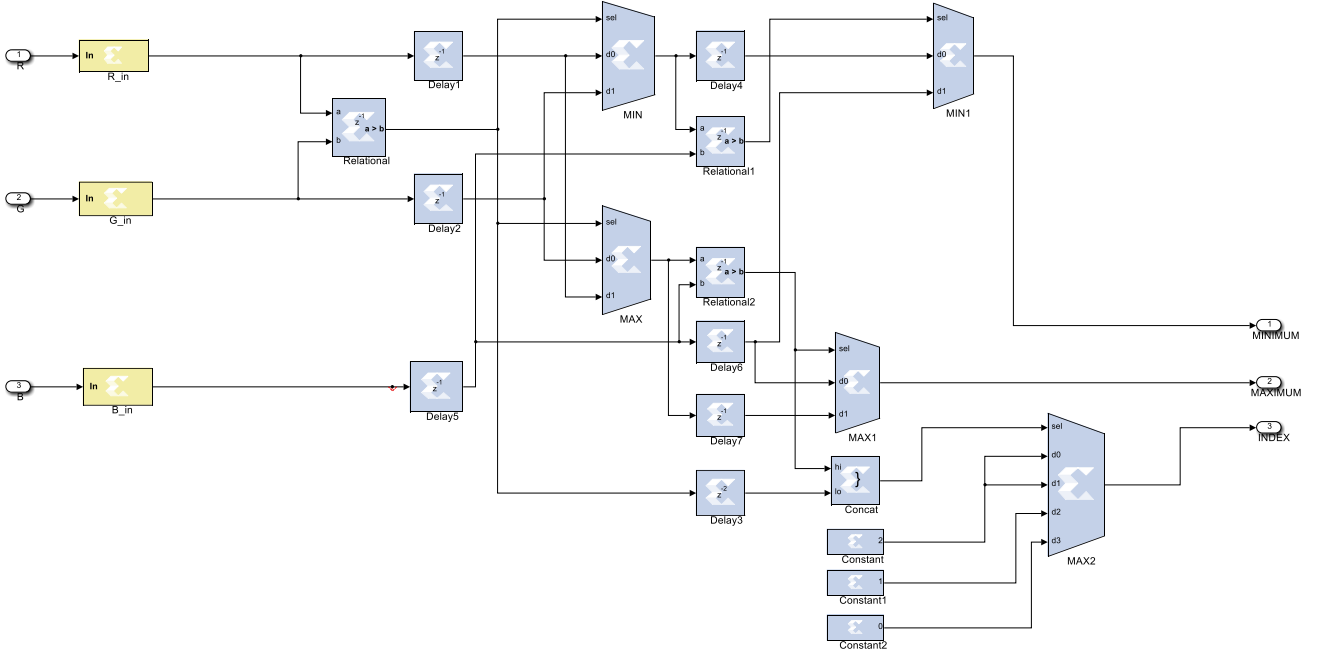 1
R
In
R_in
z-1
Delay1
sel
d0
d1
MIN
z-1
Delay4
sel
d0
d1
MIN1
a
b
z-1
a > b
Relational
a
b
z-1
a > b
Relational1
2
G
In
G_in
z-1
Delay2
sel
d0
d1
MAX
a
b
z-1
a > b
Relational2
1
MINIMUM
z-1
Delay6
3
B
In
B_in
z-1
Delay5
sel
d0
d1
MAX1
2
MAXIMUM
z-1
Delay7
3
INDEX
z-2
Delay3
hi
lo
}
Concat
sel
d0
d1
d2
d3
MAX2
2
Constant
1
Constant1
0
Constant2